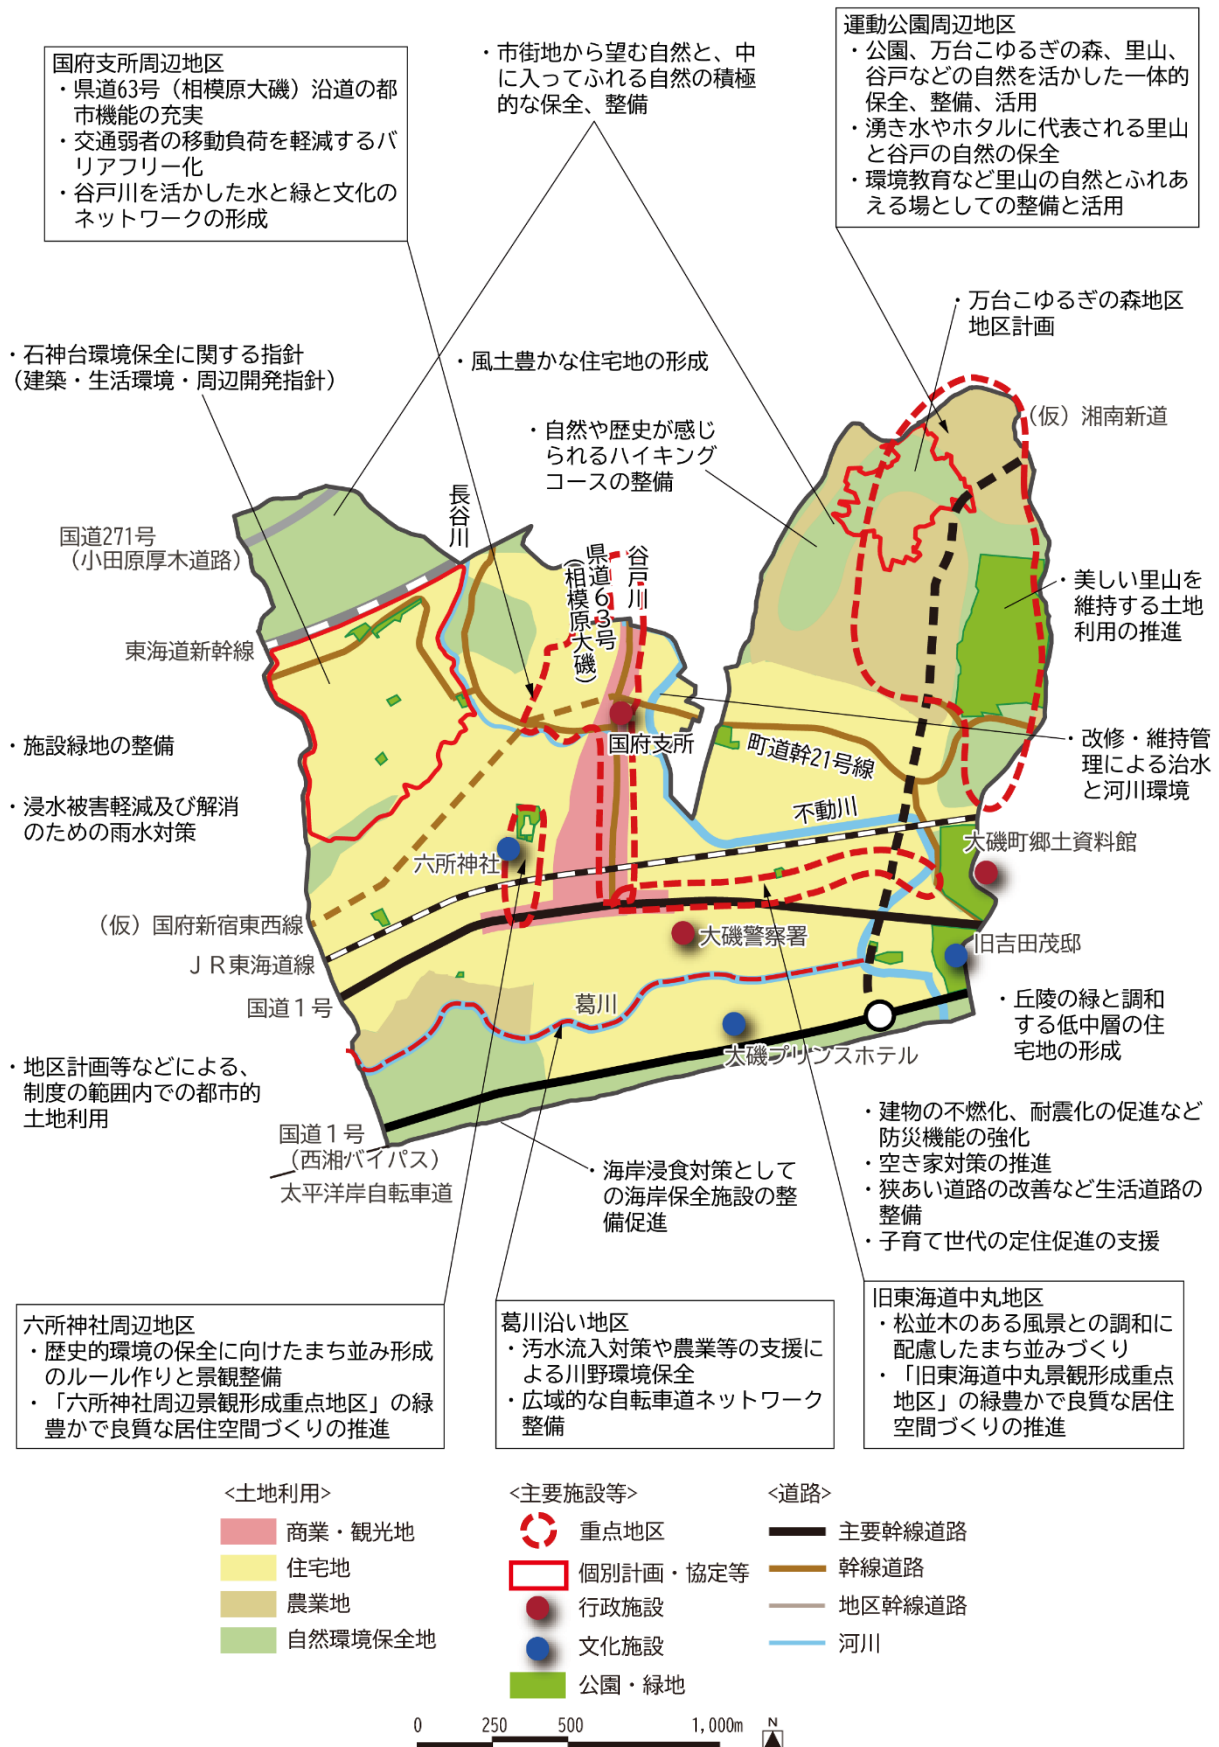 国府支所周辺地区
・県道63号（相模原大磯）沿道の都
市機能の充実
・交通弱者の移動負荷を軽減するバ
リアフリー化
・谷戸川を活かした水と緑と文化の
ネットワークの形成
・市街地から望む自然と、中
に入ってふれる自然の積極
的な保全、整備
運動公園周辺地区
・公園、万台こゆるぎの森、里山、
谷戸などの自然を活かした一体的
保全、整備、活用
・湧き水やホタルに代表される里山
と谷戸の自然の保全
・環境教育など里山の自然とふれあ
える場としての整備と活用
・万台こゆるぎの森地区
地区計画
・石神台環境保全に関する指針
（建築・生活環境・周辺開発指針）
・風土豊かな住宅地の形成
・自然や歴史が感じ
られるハイキング
コースの整備
（仮）湘南新道
長谷川
国道271号
（小田原厚木道路）
県道63号
（相模原大磯）
谷戸川
・美しい里山を
維持する土地
利用の推進
東海道新幹線
国府支所
町道幹21号線
・施設緑地の整備
・改修・維持管
理による治水
と河川環境
・浸水被害軽減及び解消
のための雨水対策
不動川
大磯町郷土資料館
六所神社
（仮）国府新宿東西線
大磯警察署
旧吉田茂邸
ＪＲ東海道線
国道１号
葛川
・丘陵の緑と調和
する低中層の住
宅地の形成
大磯プリンスホテル
・地区計画等などによる、
制度の範囲内での都市的
土地利用
国道１号
（西湘バイパス）
太平洋岸自転車道
・海岸浸食対策として
の海岸保全施設の整
備促進
・建物の不燃化、耐震化の促進など
防災機能の強化
・空き家対策の推進
・狭あい道路の改善など生活道路の
整備
・子育て世代の定住促進の支援
六所神社周辺地区
・歴史的環境の保全に向けたまち並み形成
のルール作りと景観整備
・「六所神社周辺景観形成重点地区」の緑
豊かで良質な居住空間づくりの推進
葛川沿い地区
・汚水流入対策や農業等の支援に
よる川野環境保全
・広域的な自転車道ネットワーク
整備
旧東海道中丸地区
・松並木のある風景との調和に
配慮したまち並みづくり
・「旧東海道中丸景観形成重点
地区」の緑豊かで良質な居住
空間づくりの推進
<土地利用>
商業・観光地
住宅地
農業地
自然環境保全地
<主要施設等>
重点地区
個別計画・協定等
行政施設
文化施設
公園・緑地
<道路>
主要幹線道路
幹線道路
地区幹線道路
河川
0 250 500 1,000m
N